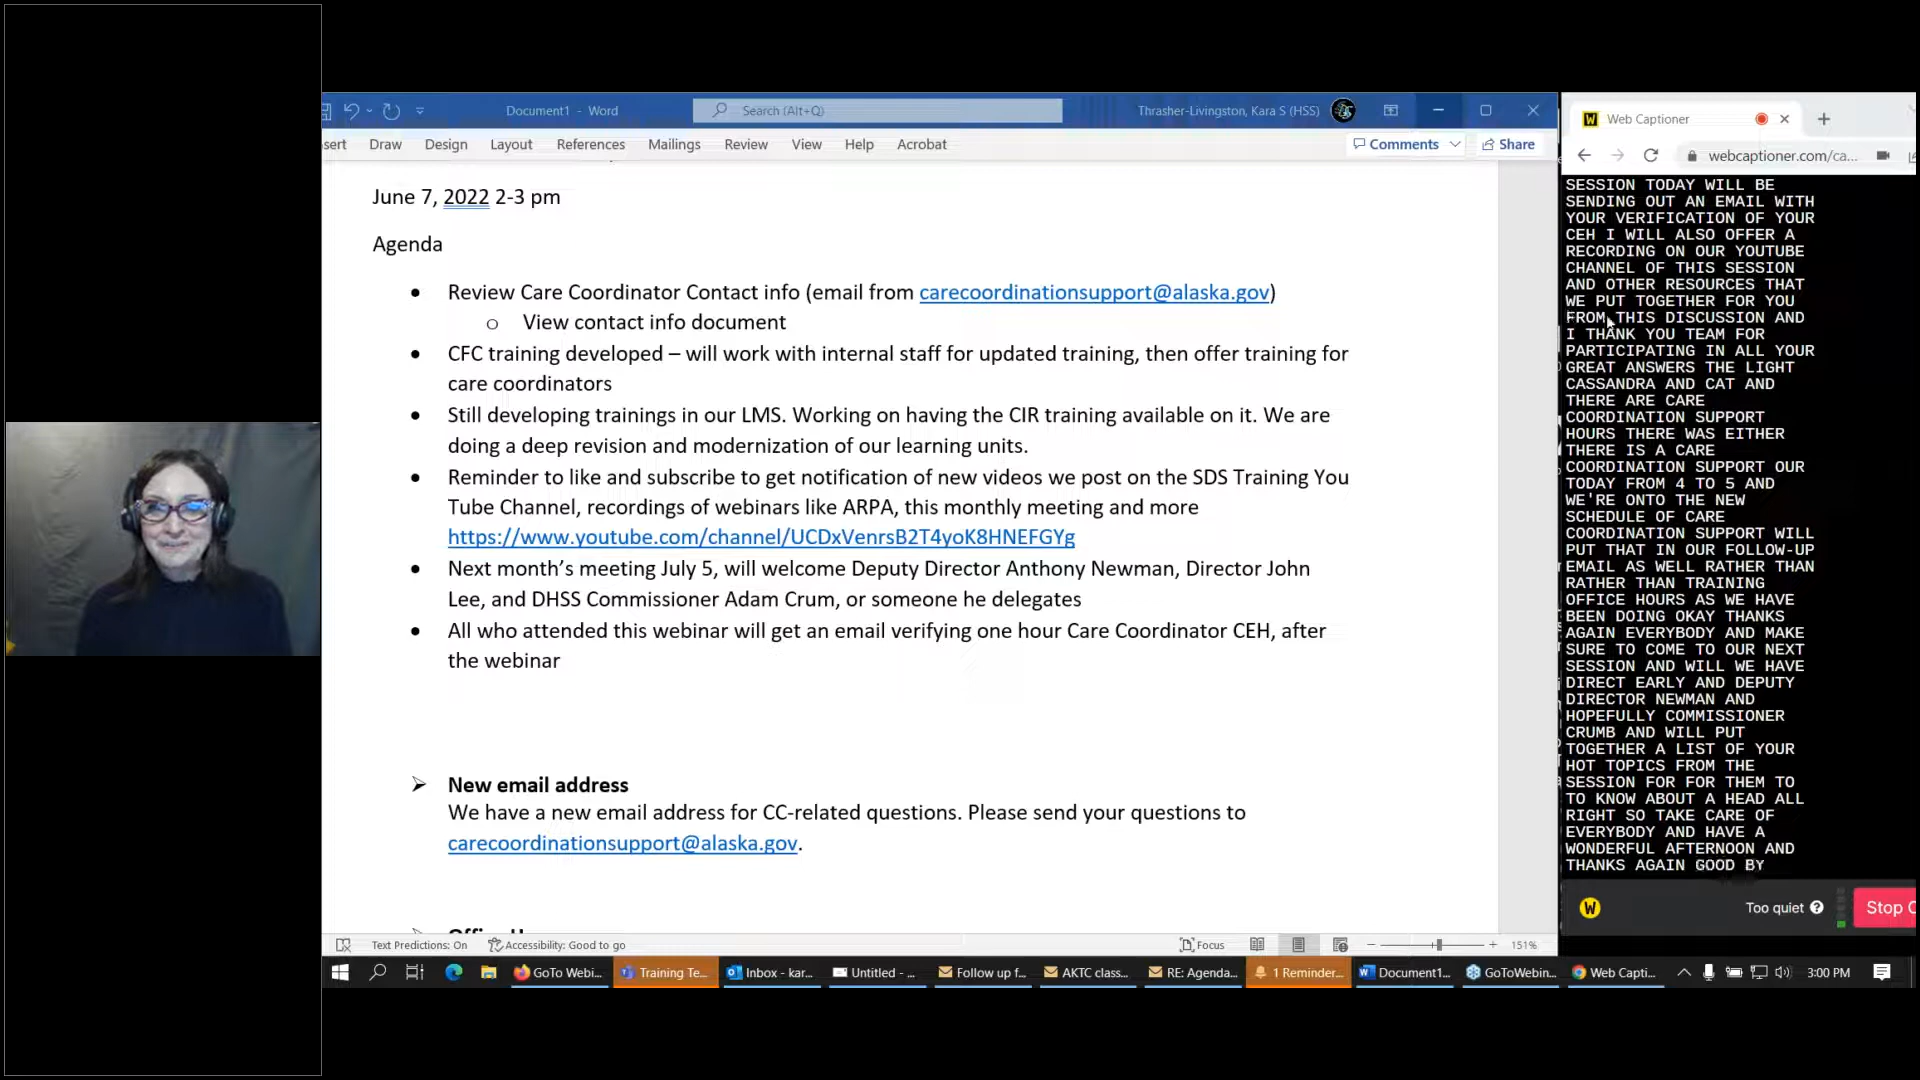 Document1 - Word
Search (Alt+Q)
Thrasher-Livingston, Kara S (HSS)
sert Draw Design Layout References Mailings Review View Help Acrobat Comments Share
June 7, 2022 2-3 pm
Agenda
• Review Care Coordinator Contact info (email from carecoordinationsupport@alaska.gov)
o View contact info document
• CFC training developed – will work with internal staff for updated training, then offer training for
care coordinators
• Still developing trainings in our LMS. Working on having the CIR training available on it. We are
doing a deep revision and modernization of our learning units.
• Reminder to like and subscribe to get notification of new videos we post on the SDS Training You
Tube Channel, recordings of webinars like ARPA, this monthly meeting and more
https://www.youtube.com/channel/UCDxVenrsB2T4yoK8HNEFGYg
• Next month's meeting July 5, will welcome Deputy Director Anthony Newman, Director John
Lee, and DHSS Commissioner Adam Crum, or someone he delegates
• All who attended this webinar will get an email verifying one hour Care Coordinator CEH, after
the webinar
➢ New email address
We have a new email address for CC-related questions. Please send your questions to
carecoordinationsupport@alaska.gov.
Text Predictions: On Accessibility: Good to go Focus 151%
Web Captioner
webcaptioner.com/ca...
SESSION TODAY WILL BE
SENDING OUT AN EMAIL WITH
YOUR VERIFICATION OF YOUR
CEH I WILL ALSO OFFER A
RECORDING ON OUR YOUTUBE
CHANNEL OF THIS SESSION
AND OTHER RESOURCES THAT
WE PUT TOGETHER FOR YOU
FROM THIS DISCUSSION AND
I THANK YOU TEAM FOR
PARTICIPATING IN ALL YOUR
GREAT ANSWERS THE LIGHT
CASSANDRA AND CAT AND
THERE ARE CARE
COORDINATION SUPPORT
HOURS THERE WAS EITHER
THERE IS A CARE
COORDINATION SUPPORT OUR
TODAY FROM 4 TO 5 AND
WE'RE ONTO THE NEW
SCHEDULE OF CARE
COORDINATION SUPPORT WILL
PUT THAT IN OUR FOLLOW-UP
EMAIL AS WELL RATHER THAN
RATHER THAN TRAINING
OFFICE HOURS AS WE HAVE
BEEN DOING OKAY THANKS
AGAIN EVERYBODY AND MAKE
SURE TO COME TO OUR NEXT
SESSION AND WILL WE HAVE
DIRECT EARLY AND DEPUTY
DIRECTOR NEWMAN AND
HOPEFULLY COMMISSIONER
CRUMB AND WILL PUT
TOGETHER A LIST OF YOUR
HOT TOPICS FROM THE
SESSION FOR FOR THEM TO
TO KNOW ABOUT A HEAD ALL
RIGHT SO TAKE CARE OF
EVERYBODY AND HAVE A
WONDERFUL AFTERNOON AND
THANKS AGAIN GOOD BY
W Too quiet Stop
GoTo Webi... Training Te... Inbox - kar... Untitled - ... Follow up f... AKTC class... RE: Agenda... 1 Reminder... Document1... GoToWebin... Web Capti... 3:00 PM